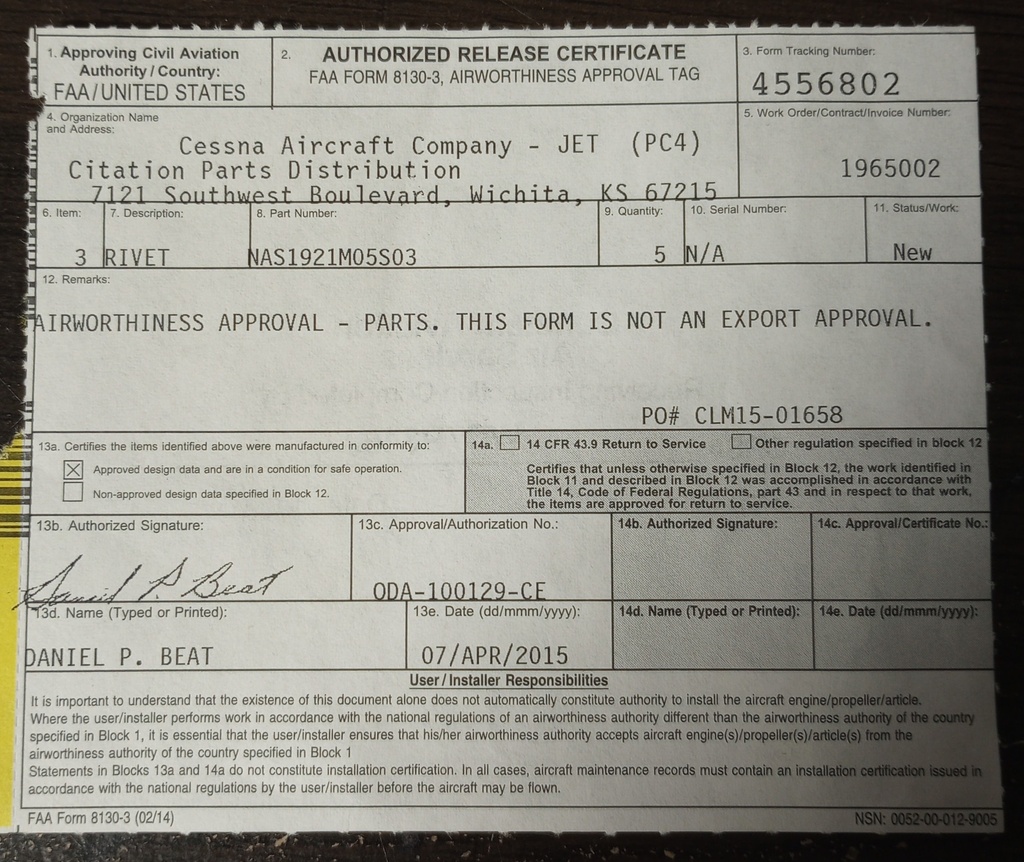 1. Approving Civil Aviation
Authority / Country:
FAA/UNITED STATES
2. AUTHORIZED RELEASE CERTIFICATE
FAA FORM 8130-3, AIRWORTHINESS APPROVAL TAG
3. Form Tracking Number:
4556802
4. Organization Name
and Address:
Cessna Aircraft Company - JET (PC4)
Citation Parts Distribution
7121 Southwest Boulevard, Wichita, KS 67215
5. Work Order/Contract/Invoice Number:
1965002
6. Item: 7. Description: 8. Part Number: 9. Quantity: 10. Serial Number: 11. Status/Work:
3 RIVET NAS1921M05S03 5 N/A New
12. Remarks:
AIRWORTHINESS APPROVAL - PARTS. THIS FORM IS NOT AN EXPORT APPROVAL.
PO# CLM15-01658
13a. Certifies the items identified above were manufactured in conformity to:
Approved design data and are in a condition for safe operation.
Non-approved design data specified in Block 12.
14a. 14 CFR 43.9 Return to Service Other regulation specified in block 12
Certifies that unless otherwise specified in Block 12, the work identified in
Block 11 and described in Block 12 was accomplished in accordance with
Title 14, Code of Federal Regulations, part 43 and in respect to that work,
the items are approved for return to service.
13b. Authorized Signature:
Daniel P. Beat
13c. Approval/Authorization No.:
ODA-100129-CE
14b. Authorized Signature: 14c. Approval/Certificate No.:
13d. Name (Typed or Printed):
DANIEL P. BEAT
13e. Date (dd/mmm/yyyy):
07/APR/2015
14d. Name (Typed or Printed): 14e. Date (dd/mmm/yyyy):
User / Installer Responsibilities
It is important to understand that the existence of this document alone does not automatically constitute authority to install the aircraft engine/propeller/article.
Where the user/installer performs work in accordance with the national regulations of an airworthiness authority different than the airworthiness authority of the country
specified in Block 1, it is essential that the user/installer ensures that his/her airworthiness authority accepts aircraft engine(s)/propeller(s)/article(s) from the
airworthiness authority of the country specified in Block 1
Statements in Blocks 13a and 14a do not constitute installation certification. In all cases, aircraft maintenance records must contain an installation certification issued in
accordance with the national regulations by the user/installer before the aircraft may be flown.
FAA Form 8130-3 (02/14) NSN: 0052-00-012-9005